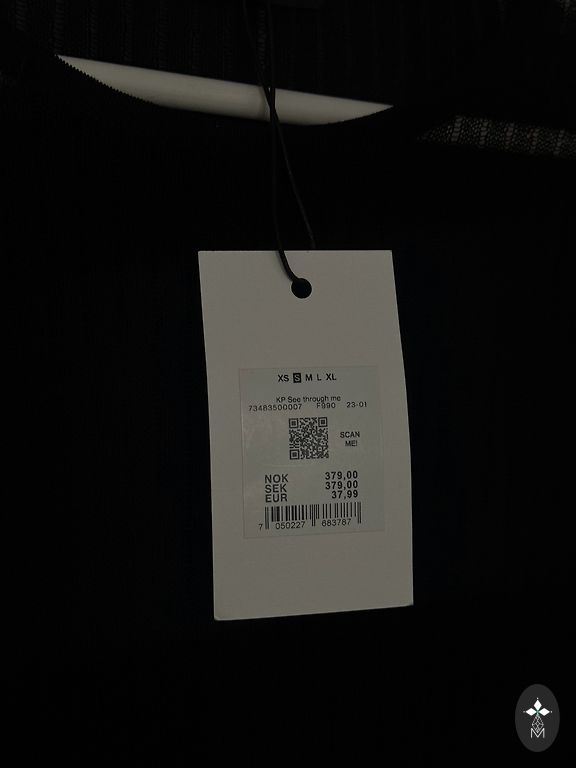 XS S M L XL
KP See through me
73483500007 F990 23-01
SCAN
ME!
NOK 379,00
SEK 379,00
EUR 37,99
7 050227 683787
M